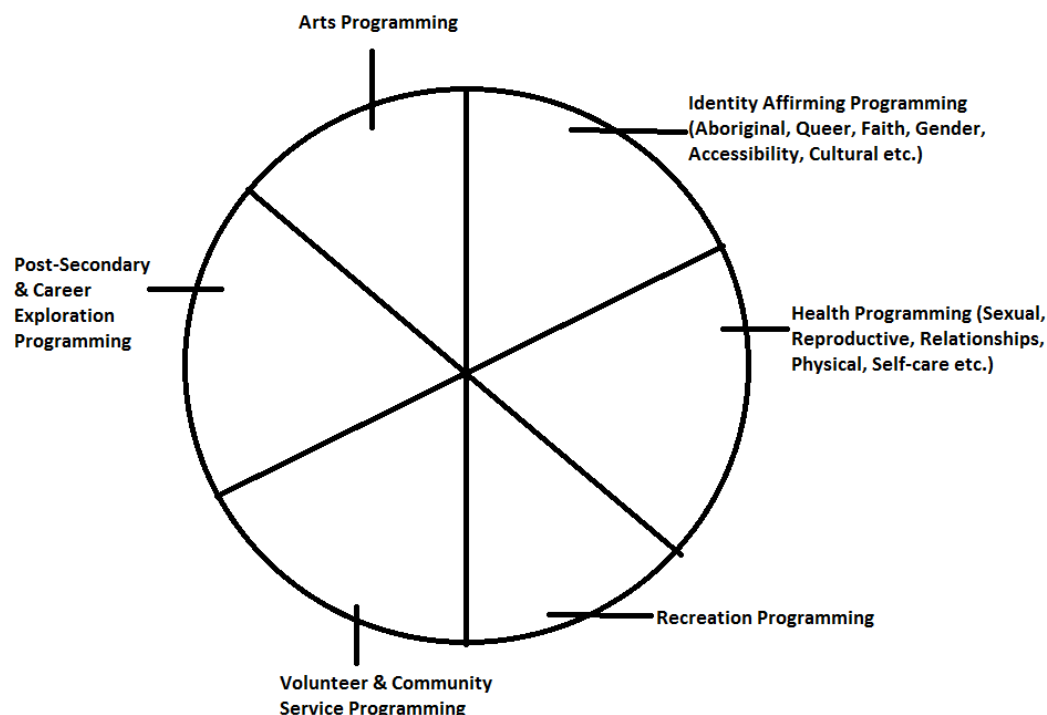 Arts Programming
Identity Affirming Programming
(Aboriginal, Queer, Faith, Gender,
Accessibility, Cultural etc.)
Post-Secondary
& Career
Exploration
Programming
Health Programming (Sexual,
Reproductive, Relationships,
Physical, Self-care etc.)
Recreation Programming
Volunteer & Community
Service Programming